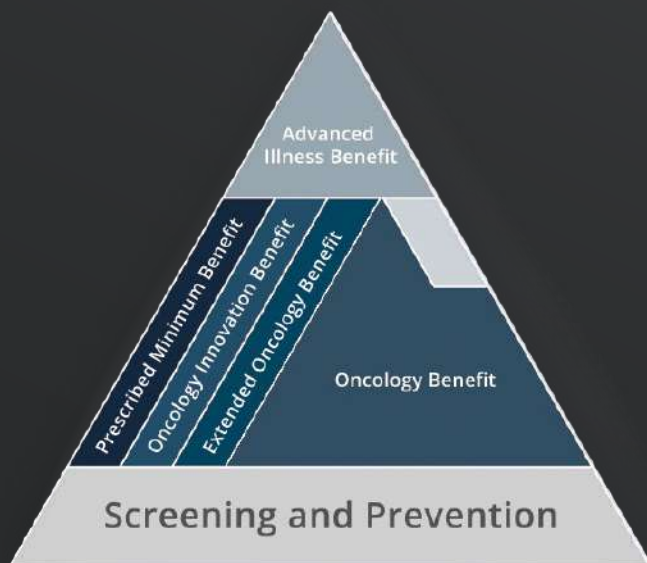 Advanced
Illness Benefit
Prescribed Minimum Benefit
Oncology Innovation Benefit
Extended Oncology Benefit
Oncology Benefit
Screening and Prevention